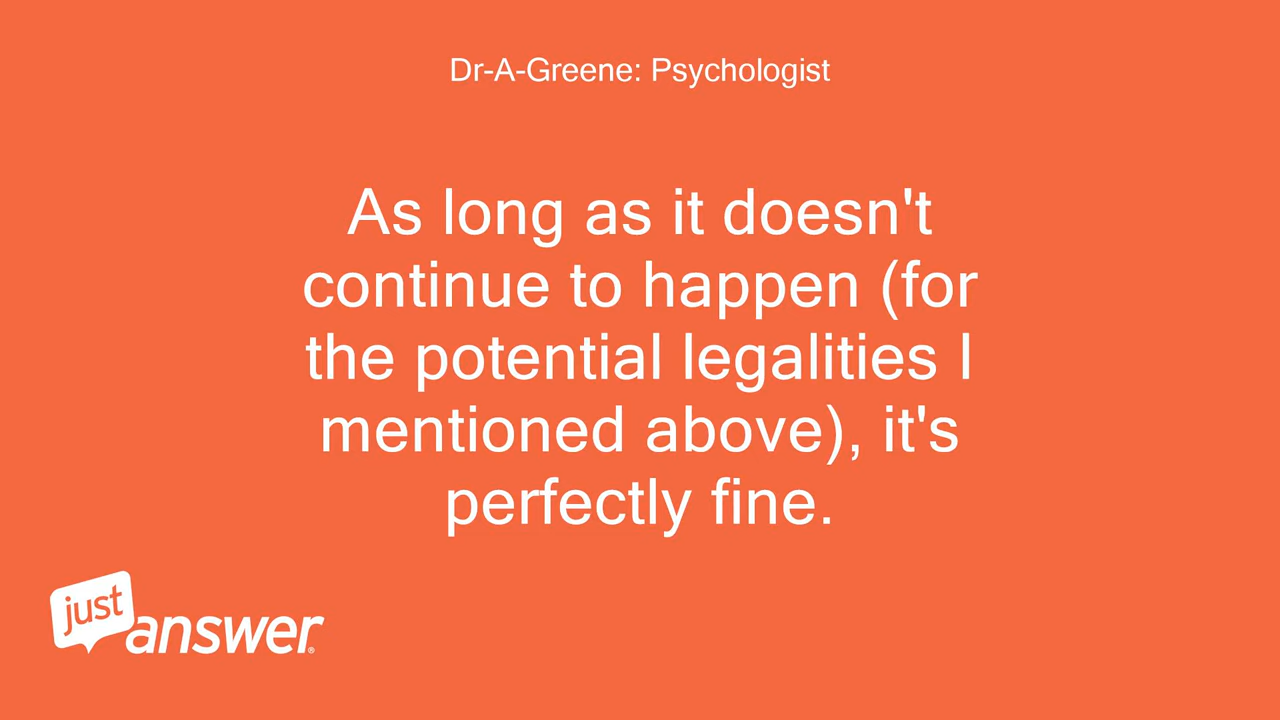 Dr-A-Greene: Psychologist
As long as it doesn't
continue to happen (for
the potential legalities I
mentioned above), it's
perfectly fine.
just
answer®